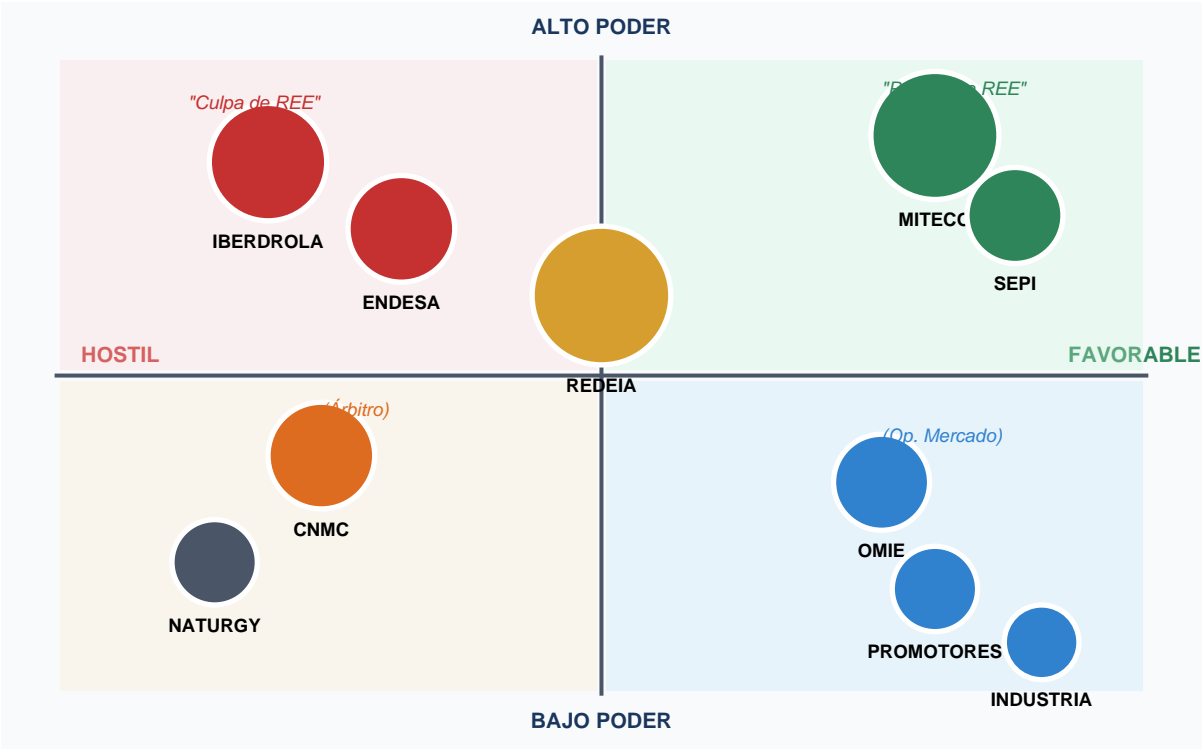 ALTO PODER
"Culpa de REE"
REE"
IBERDROLA
ENDESA
MITECO
SEPI
HOSTIL
FAVORABLE
REDEIA
(Árbitro)
(Op. Mercado)
CNMC
OMIE
NATURGY
PROMOTORES
INDUSTRIA
BAJO PODER